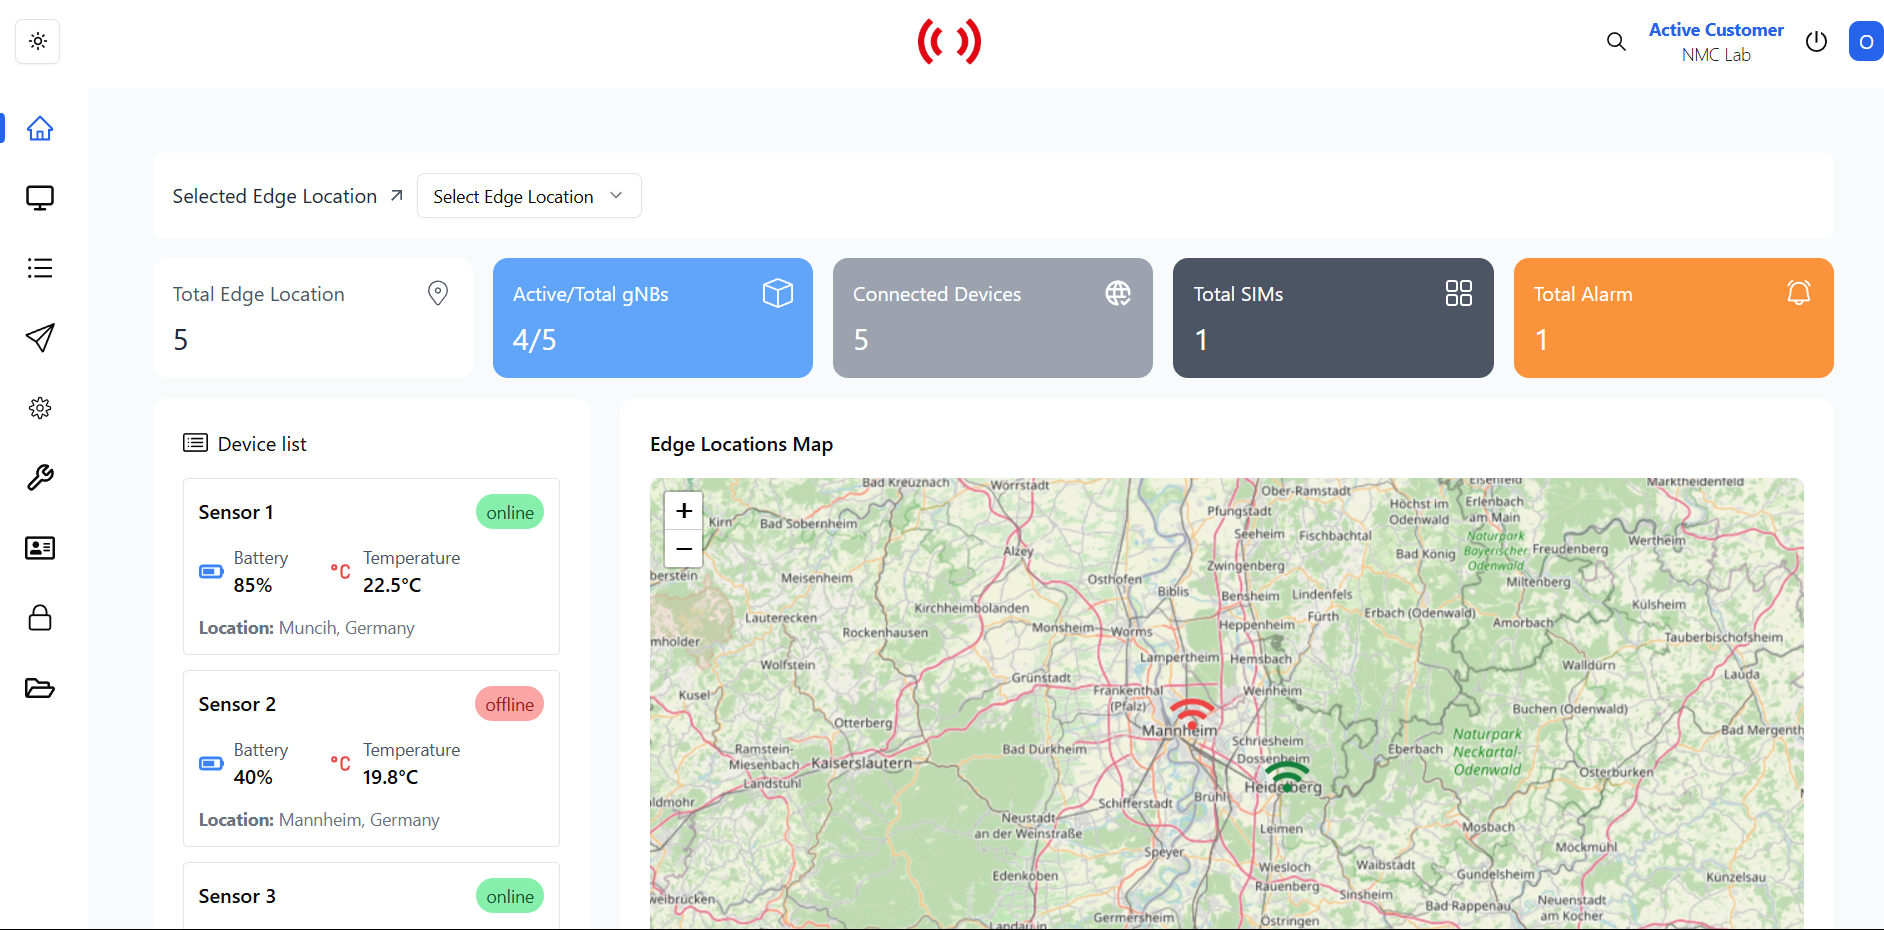 Active Customer
NMC Lab
O
Selected Edge Location
Select Edge Location
Total Edge Location
5
Active/Total gNBs
4/5
Connected Devices
5
Total SIMs
1
Total Alarm
1
Device list
Sensor 1
online
Battery
85%
°C
Temperature
22.5°C
Location: Muncih, Germany
Sensor 2
offline
Battery
40%
°C
Temperature
19.8°C
Location: Mannheim, Germany
Sensor 3
online
Edge Locations Map
+
−
Bad Kreuznach
Wörrstadt
Ober-Ramstadt
Elsenfeld
Marktheidenfeld
Kirn
Bad Sobernheim
Pfungstadt
Höchst im
Odenwald
Erlenbach
am Main
Seeheim
Fischbachtal
Naturpark
Bayerischer
Odenwald
Wertheim
Alzey
Bad König
Freudenberg
Zwingenberg
Meisenheim
Osthofen
Miltenberg
Biblis
Bensheim
Lindenfels
Kirchheimbolanden
Külsheim
Lauterecken
Fürth
Erbach (Odenwald)
Amorbach
Rockenhausen
Monsheim
Worms
Heppenheim
Tauberbischofsheim
mholder
Lampertheim
Hemsbach
Wolfstein
Walldürn
Grünstadt
Lauda
Kusel
Frankenthal
(Pfalz)
Weinheim
Buchen (Odenwald)
Otterberg
Mannheim
Bad Mergenth
Ramstein-
Miesenbach
Bad Dürkheim
Schriesheim
Naturpark
Neckartal-
Odenwald
Eberbach
Kaiserslautern
Dossenheim
Osterburken
Landstuhl
Heidelberg
ldmohr
Schifferstadt
Brühl
Neustadt
an der Weinstraße
Leimen
Mosbach
Speyer
Möckmühl
Wiesloch
Waibstadt
Edenkoben
Rauenberg
Sinsheim
Gundelsheim
Künzelsau
weibrücken
Bad Rappenau
Neuenstadt
am Kocher
Germersheim
Östringen
Landau in